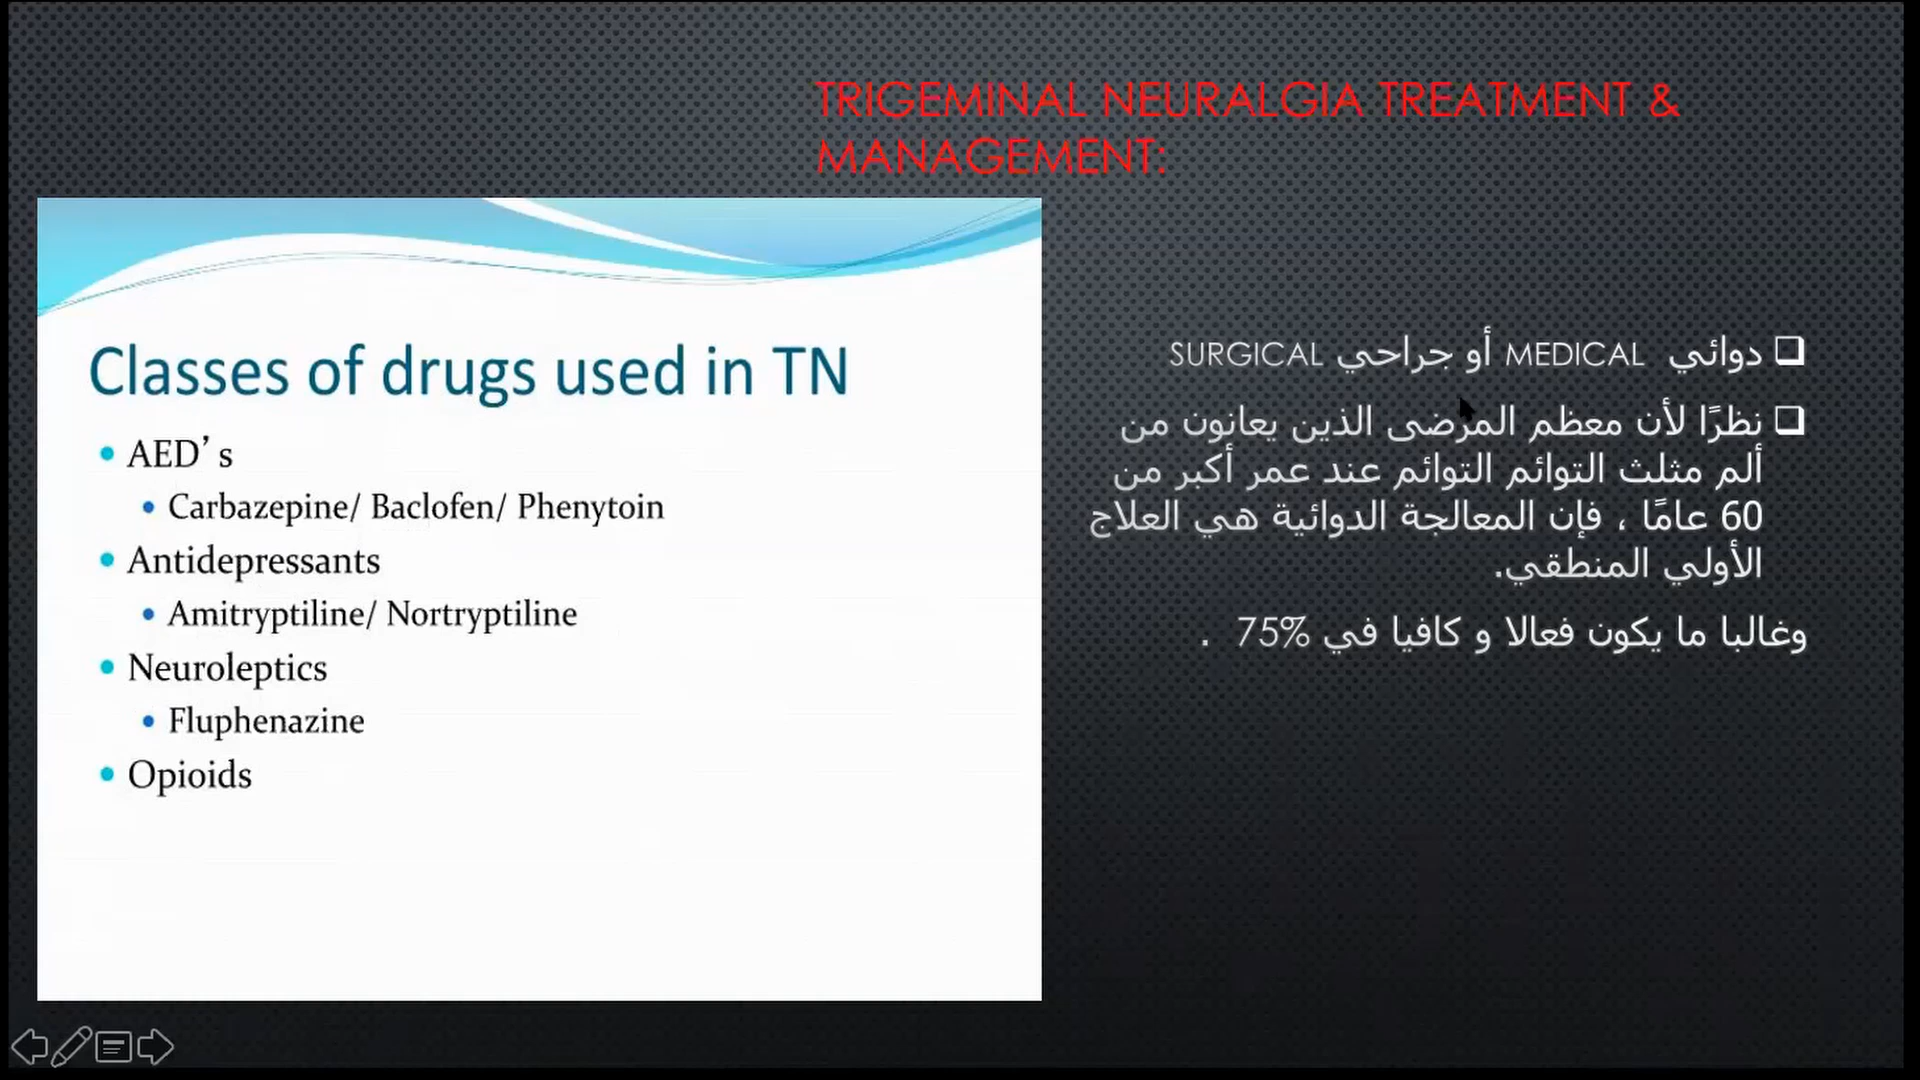 TRIGEMINAL NEURALGIA TREATMENT &
MANAGEMENT:
Classes of drugs used in TN
• AED’s
• Carbazepine/ Baclofen/ Phenytoin
• Antidepressants
• Amitryptiline/ Nortryptiline
• Neuroleptics
• Fluphenazine
• Opioids
❑ دوائي MEDICAL أو جراحي SURGICAL
❑ نظرًا لأن معظم المرضى الذين يعانون من
ألم مثلث التوائم التوائم عند عمر أكبر من
60 عامًا ، فإن المعالجة الدوائية هي العلاج
الأولي المنطقي.
وغالبا ما يكون فعالا و كافيا في 75% .